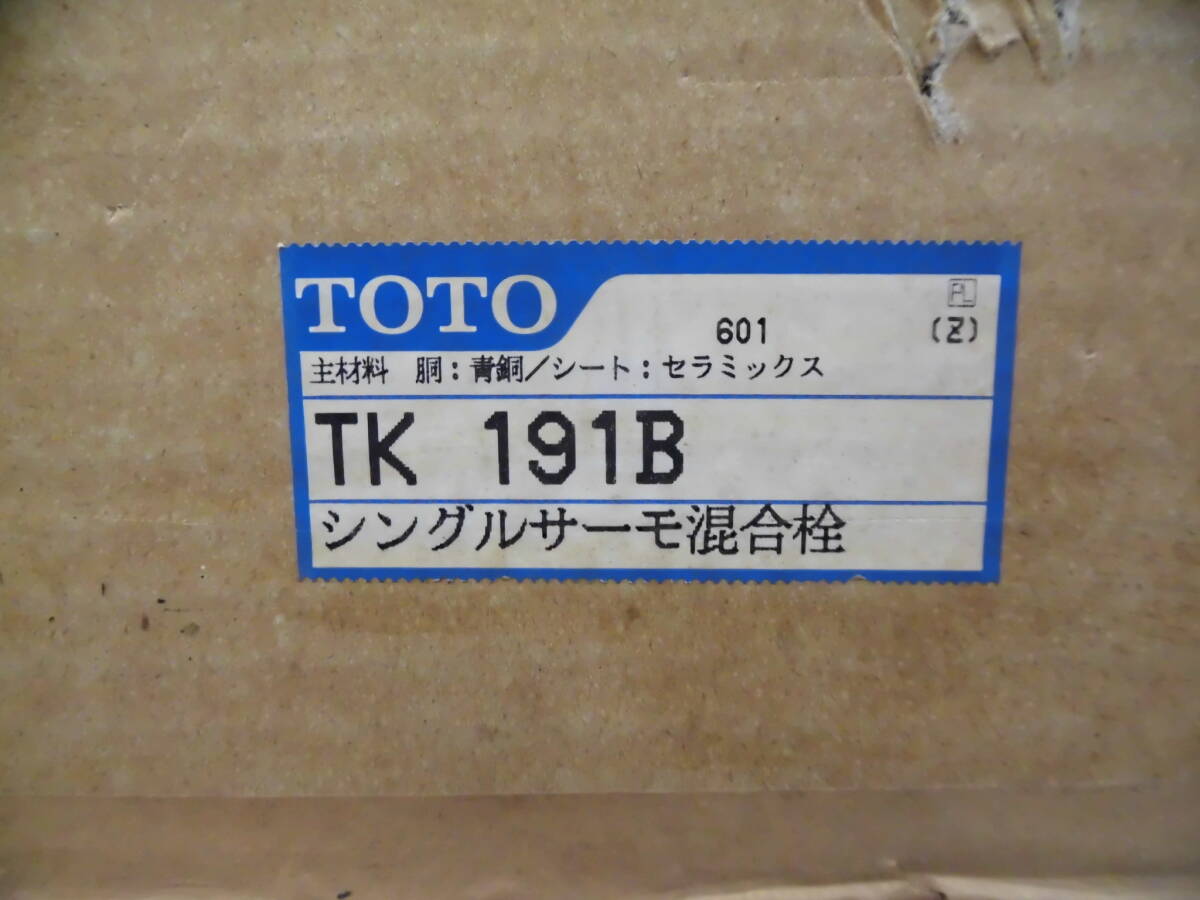 TOTO
PL
601 (Z)
主材料 胴:青銅/シート:セラミックス
TK 191B
シングルサーモ混合栓